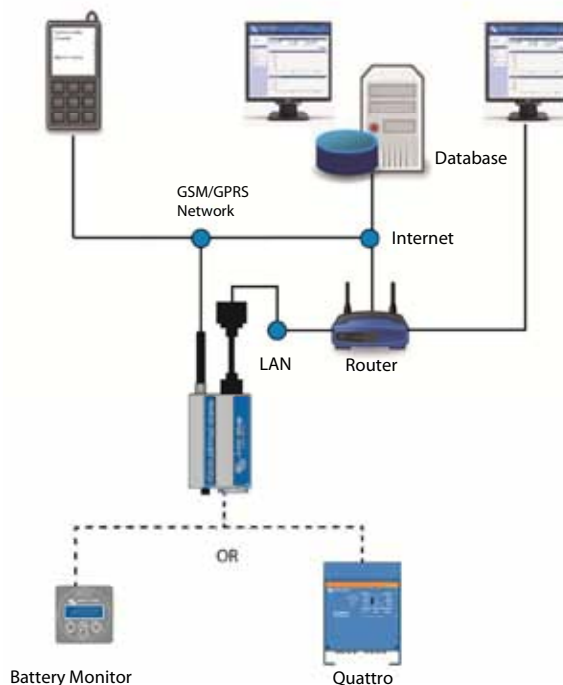 Database
GSM/GPRS
Network
Internet
LAN
Router
OR
Battery Monitor
Quattro